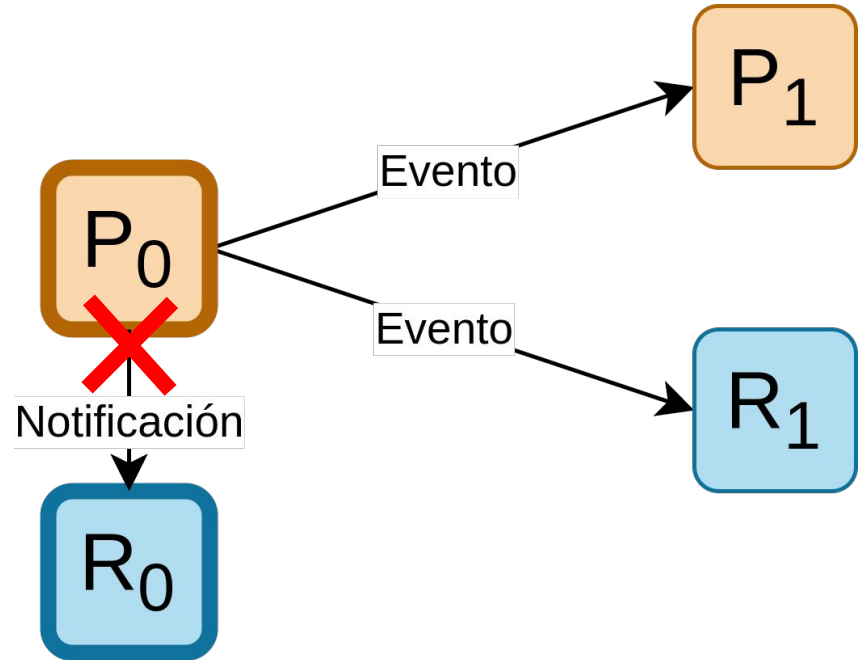 P₁
Evento
P₀
Evento
R₁
Notificación
R₀